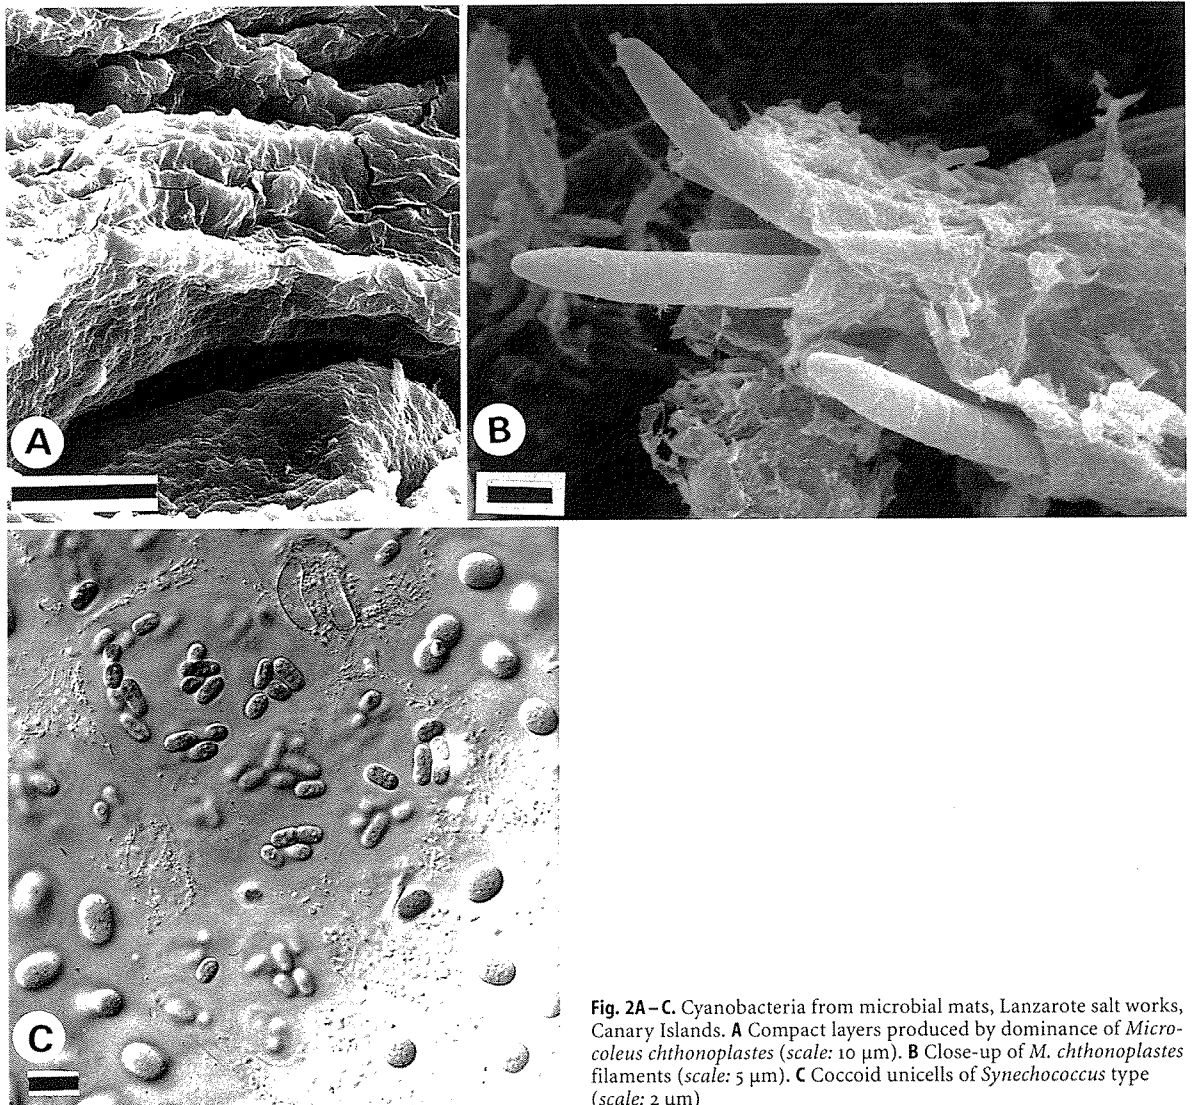 A
B
C
Fig. 2A–C. Cyanobacteria from microbial mats, Lanzarote salt works,
Canary Islands. A Compact layers produced by dominance of Micro-
coleus chthonoplastes (scale: 10 μm). B Close-up of M. chthonoplastes
filaments (scale: 5 μm). C Coccoid unicells of Synechococcus type
(scale: 2 μm)